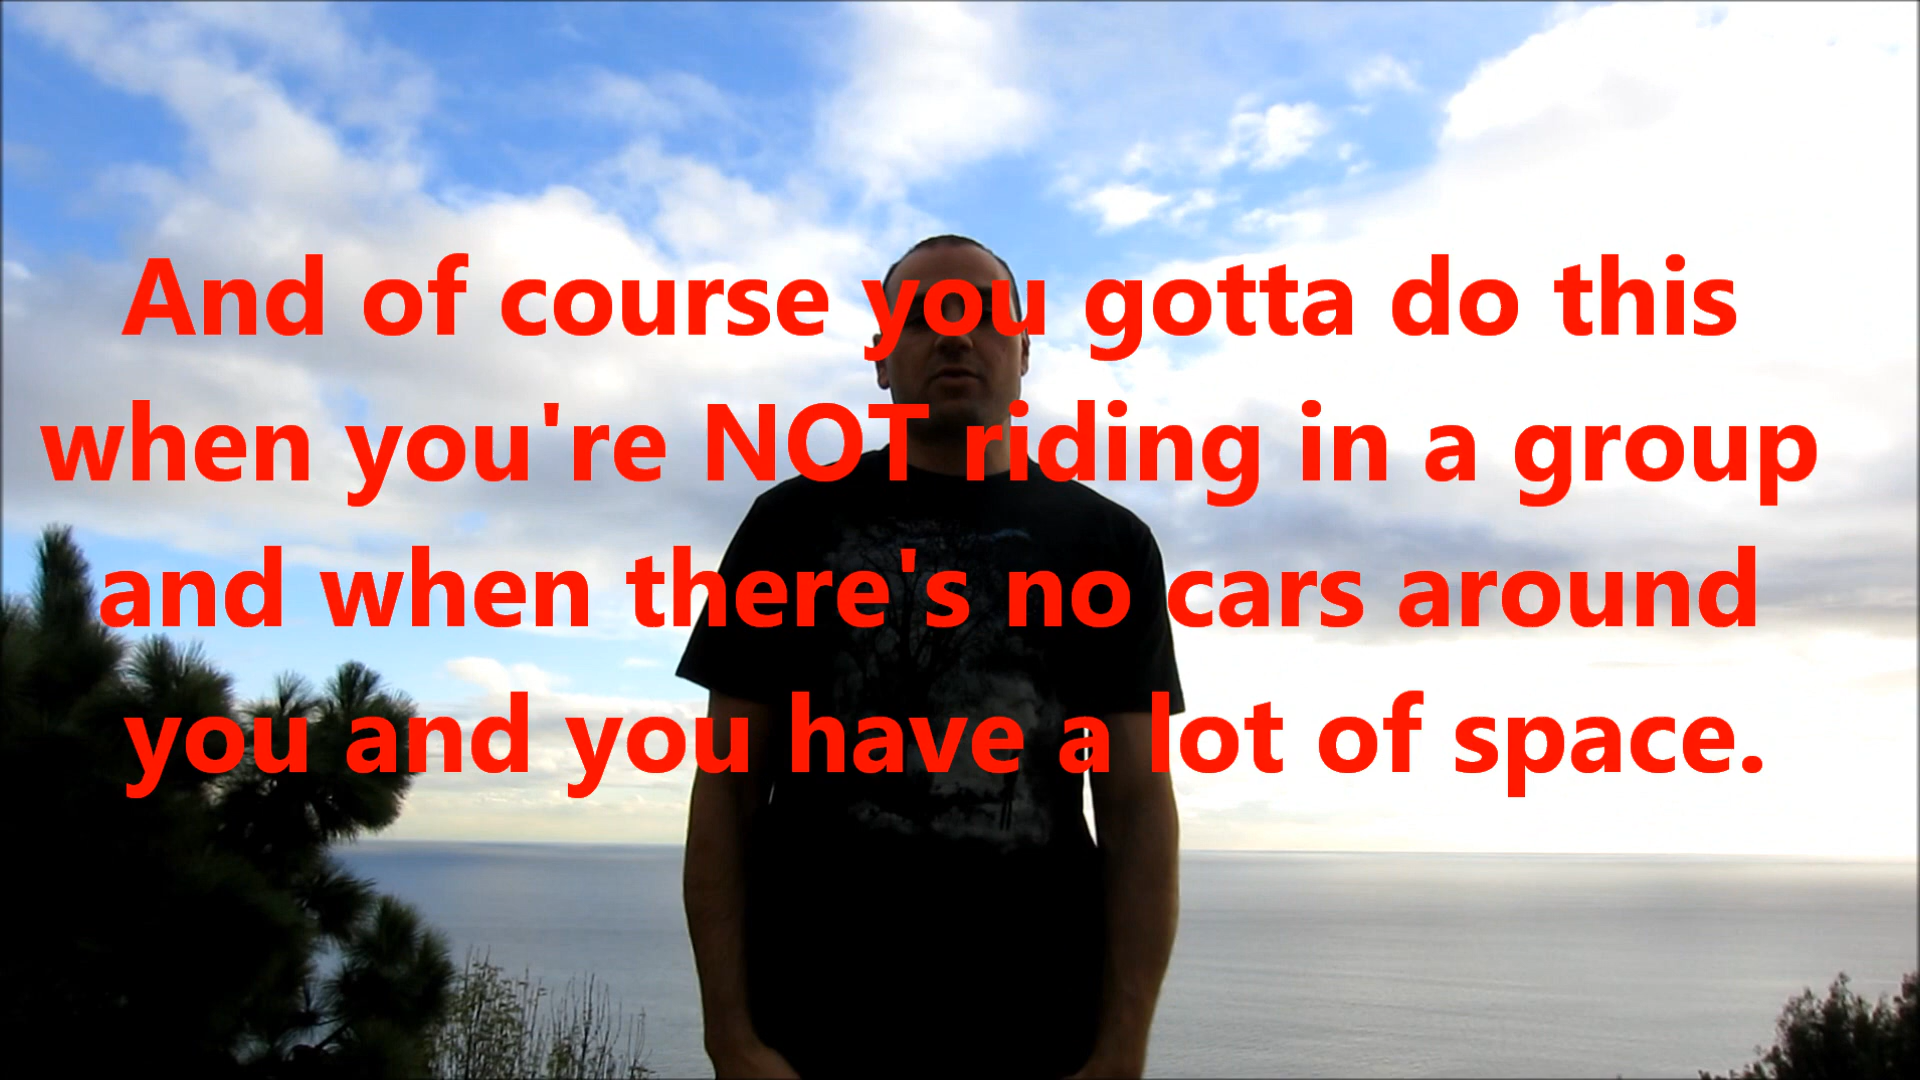 And of course you gotta do this
when you're NOT riding in a group
and when there's no cars around
you and you have a lot of space.